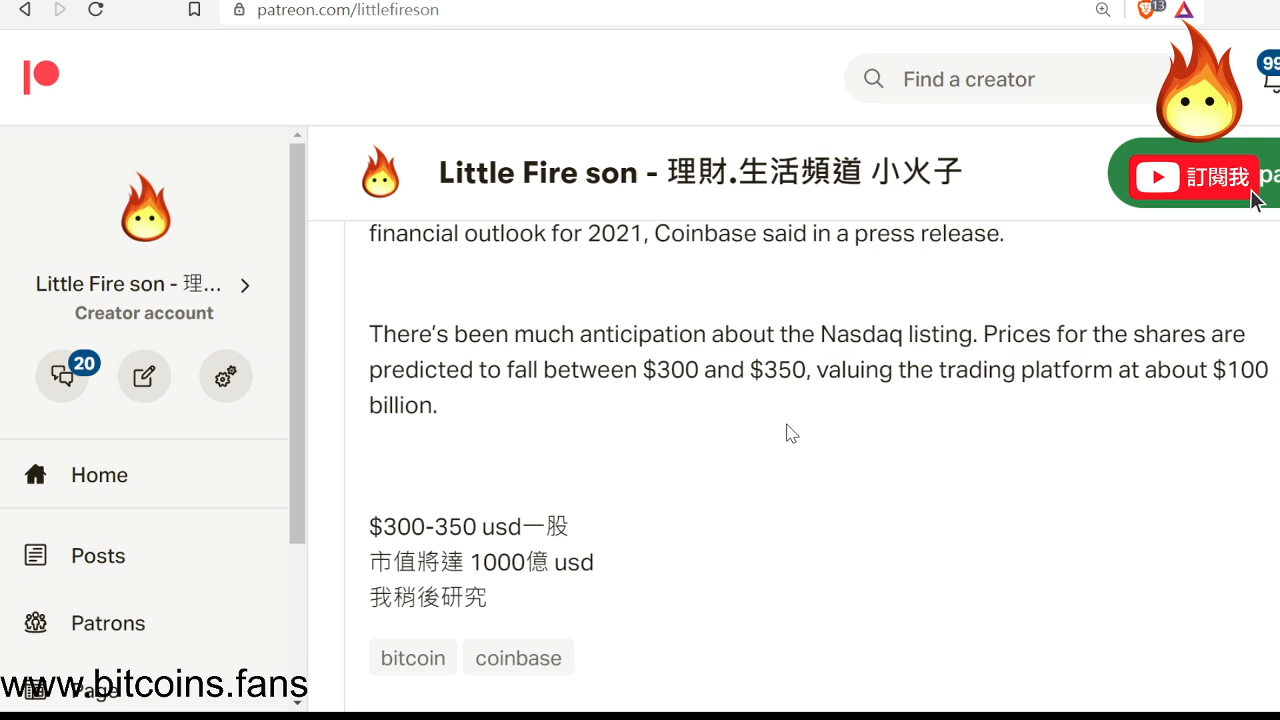 patreon.com/littlefireson
13
Find a creator
99
Little Fire son - 理財.生活頻道 小火子
訂閱我
pa
financial outlook for 2021, Coinbase said in a press release.
Little Fire son - 理...
Creator account
There's been much anticipation about the Nasdaq listing. Prices for the shares are
predicted to fall between $300 and $350, valuing the trading platform at about $100
billion.
20
Home
$300-350 usd一股
市值將達 1000億 usd
我稍後研究
Posts
Patrons
bitcoin
coinbase
Page
www.bitcoins.fans